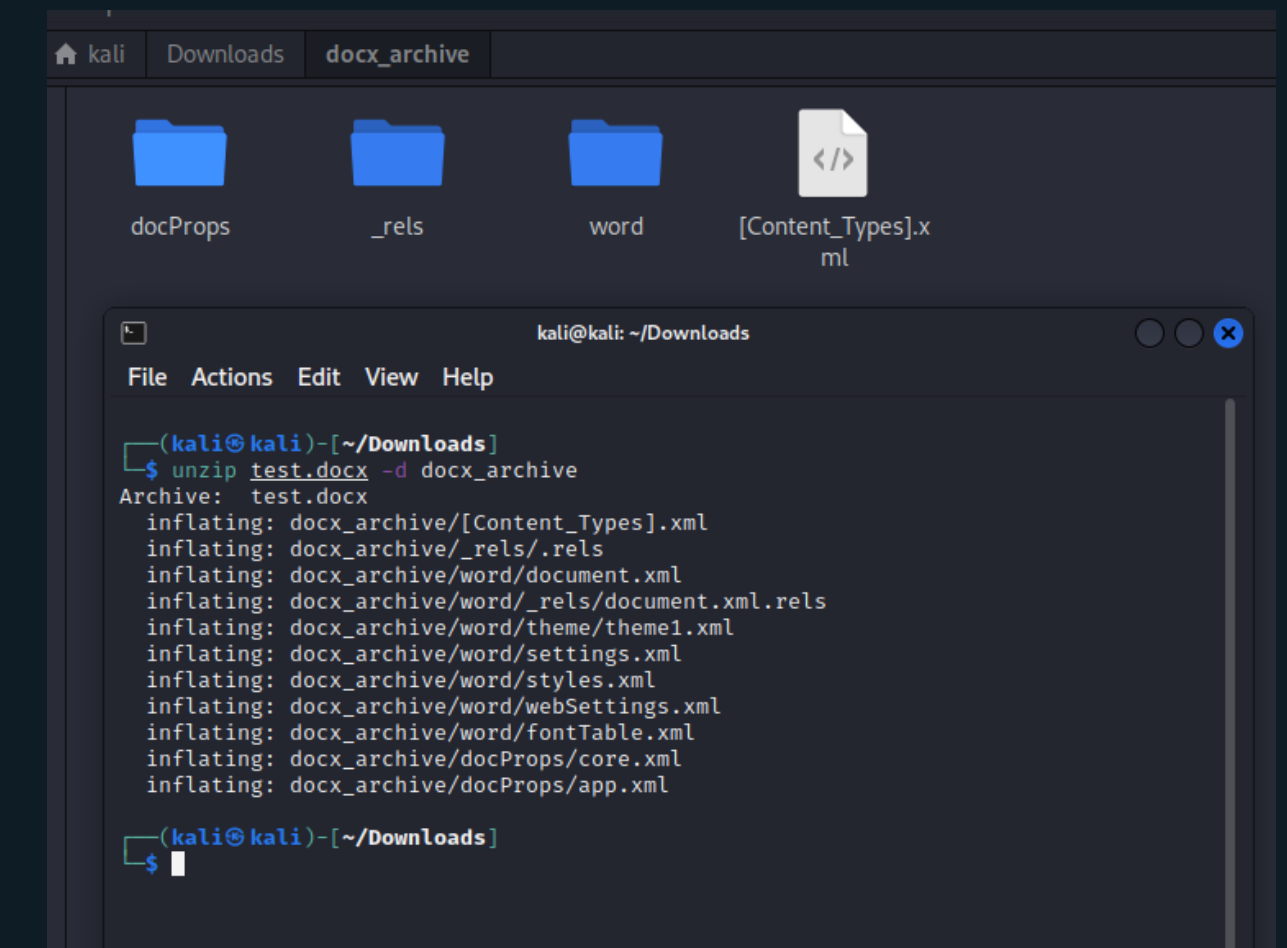 kali Downloads docx_archive
docProps _rels word [Content_Types].x
ml
kali@kali: ~/Downloads
File Actions Edit View Help
┌──(kali㉿kali)-[~/Downloads]
└─$ unzip test.docx -d docx_archive
Archive:  test.docx
  inflating: docx_archive/[Content_Types].xml
  inflating: docx_archive/_rels/.rels
  inflating: docx_archive/word/document.xml
  inflating: docx_archive/word/_rels/document.xml.rels
  inflating: docx_archive/word/theme/theme1.xml
  inflating: docx_archive/word/settings.xml
  inflating: docx_archive/word/styles.xml
  inflating: docx_archive/word/webSettings.xml
  inflating: docx_archive/word/fontTable.xml
  inflating: docx_archive/docProps/core.xml
  inflating: docx_archive/docProps/app.xml
┌──(kali㉿kali)-[~/Downloads]
└─$